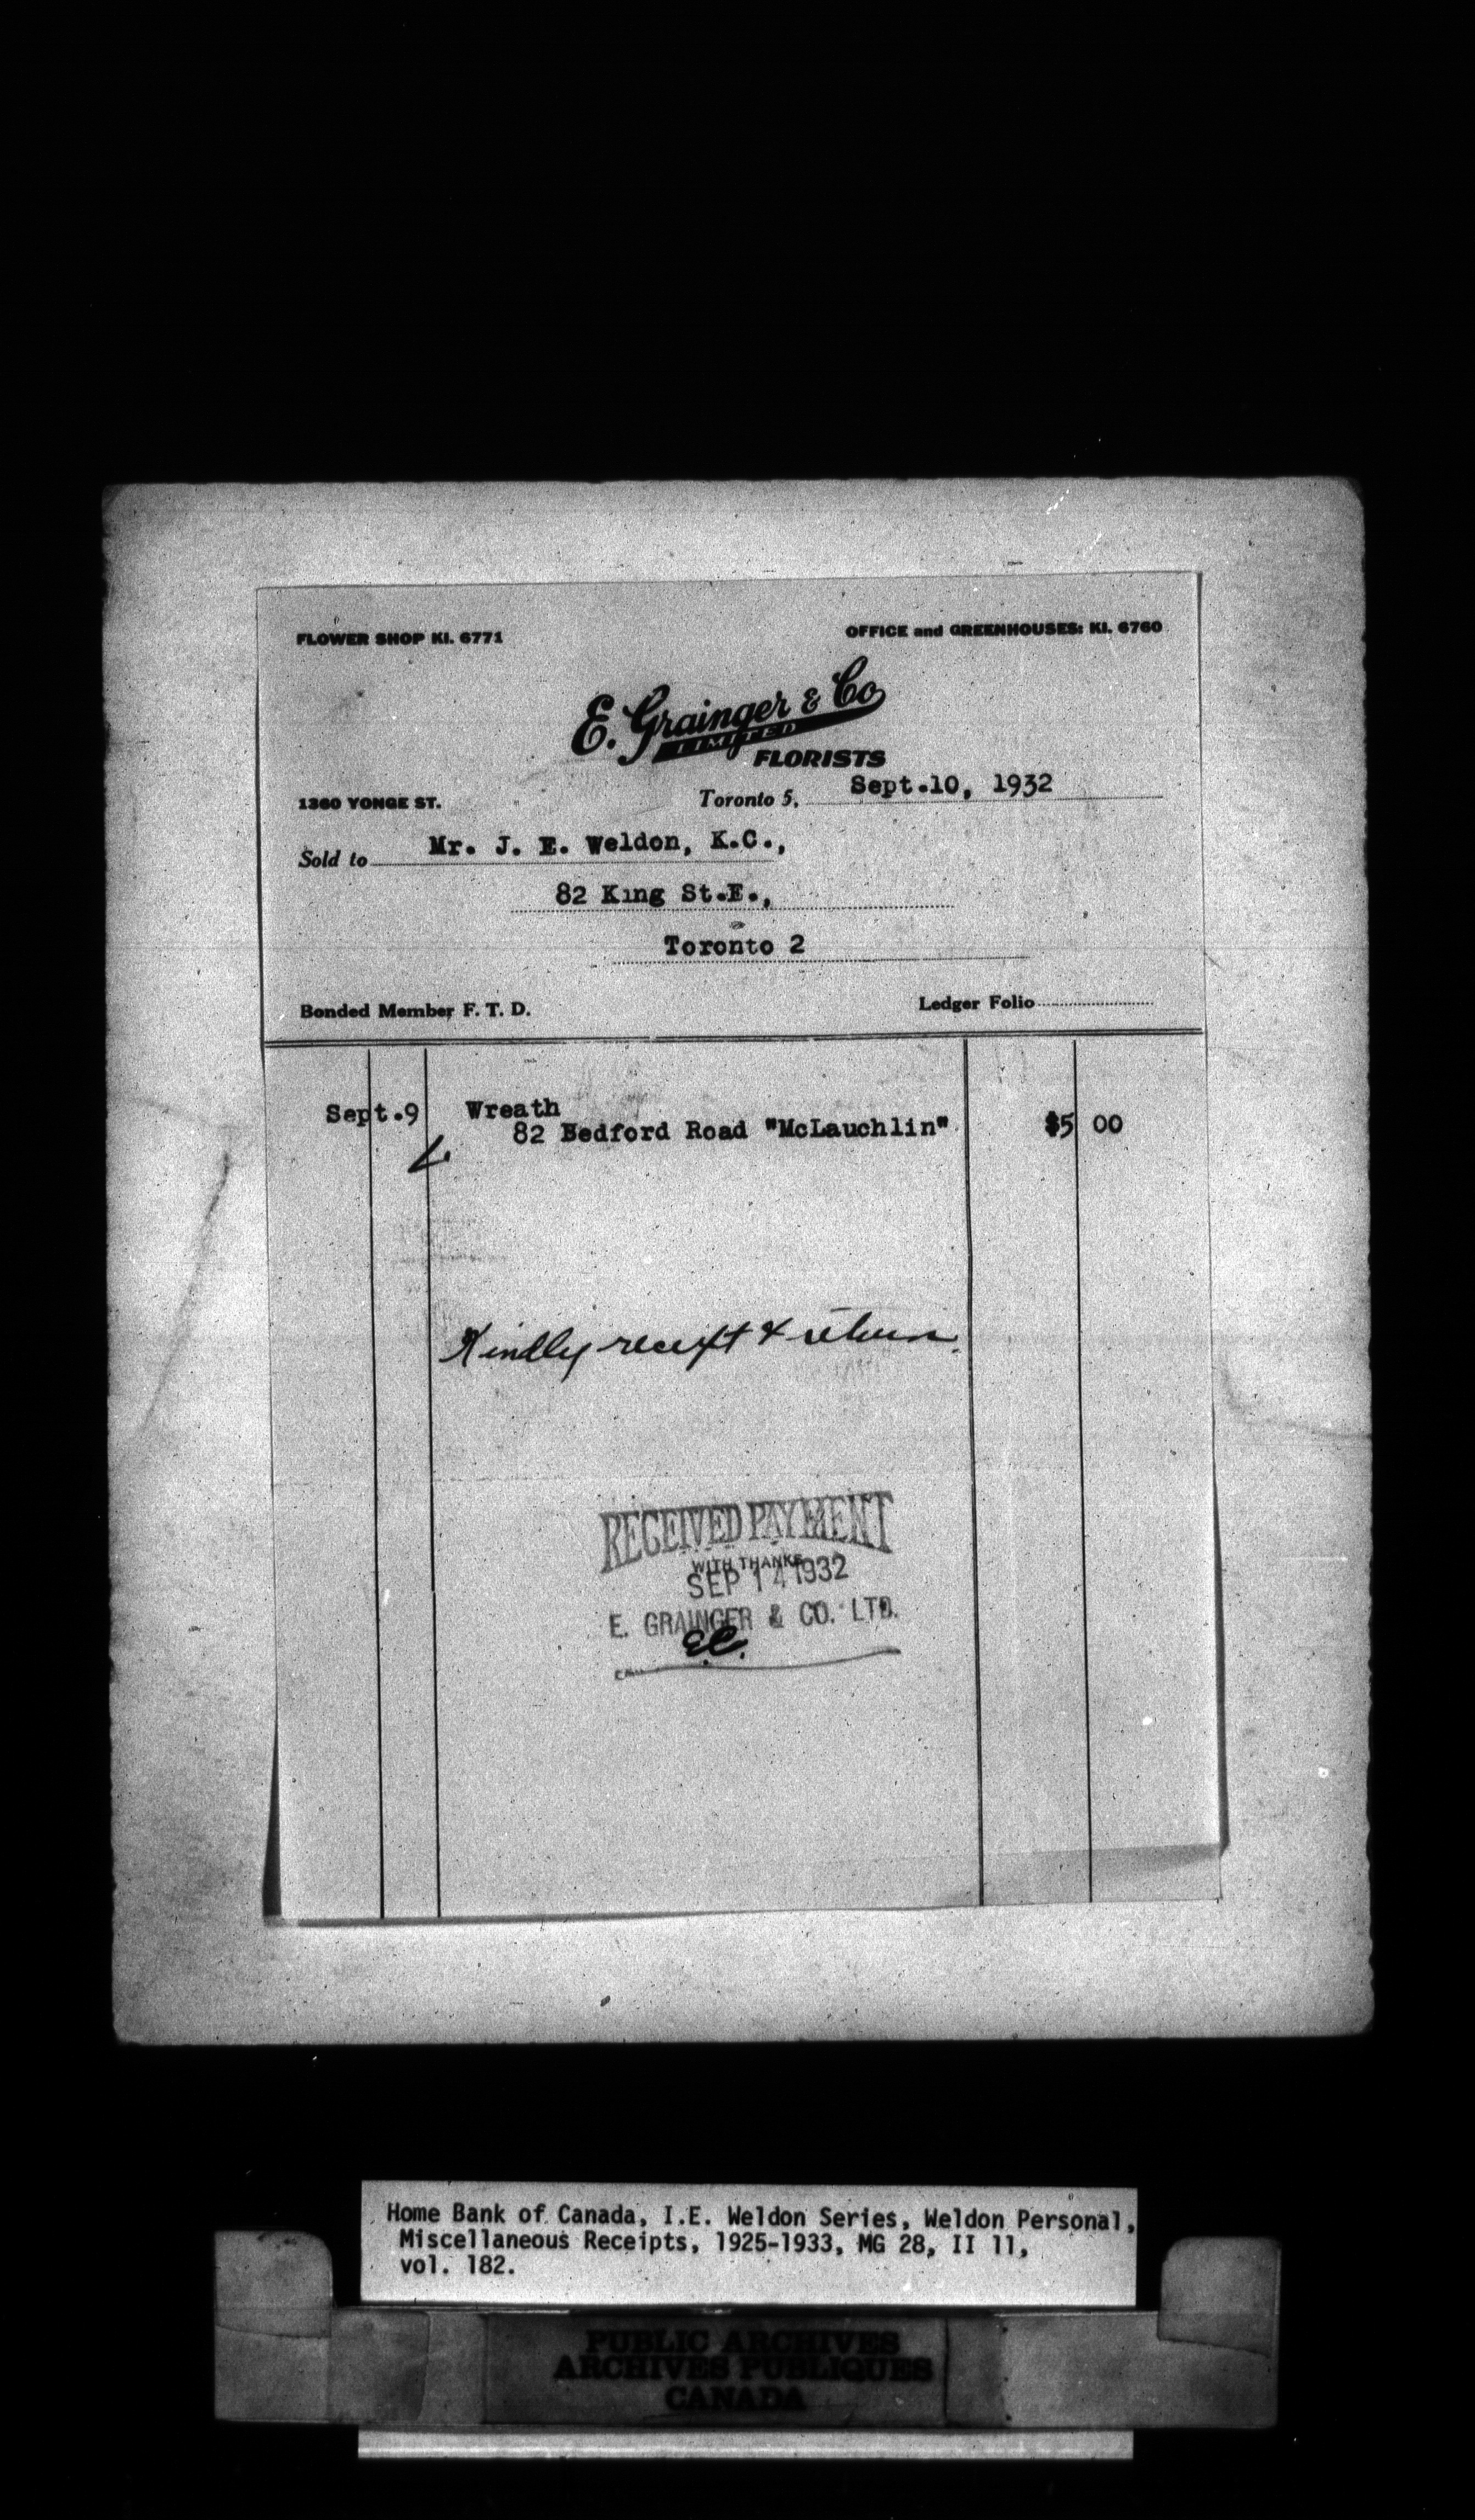 FLOWER SHOP KI. 6771
OFFICE and GREENHOUSES: KI. 6760
E. Grainger & Co
LIMITED
FLORISTS
1360 YONGE ST.
Toronto 5, Sept.10, 1932
Sold to Mr. J. E. Weldon, K.C.,
82 King St.E.,
Toronto 2
Bonded Member F. T. D.
Ledger Folio
Sept.9 Wreath
82 Bedford Road "McLauchlin" $5 00
Kindly receipt & return.
RECEIVED PAYMENT
WITH THANKS
SEP 14 1932
E. GRAINGER & CO. LTD.
Home Bank of Canada, I.E. Weldon Series, Weldon Personal,
Miscellaneous Receipts, 1925-1933, MG 28, II 11,
vol. 182.
PUBLIC ARCHIVES
ARCHIVES PUBLIQUES
CANADA